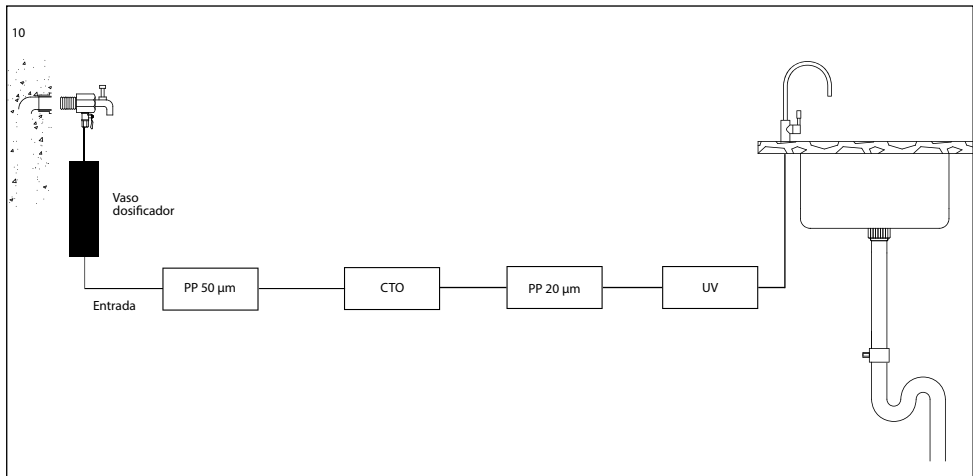 10
Vaso
dosificador
Entrada
PP 50 µm
CTO
PP 20 µm
UV